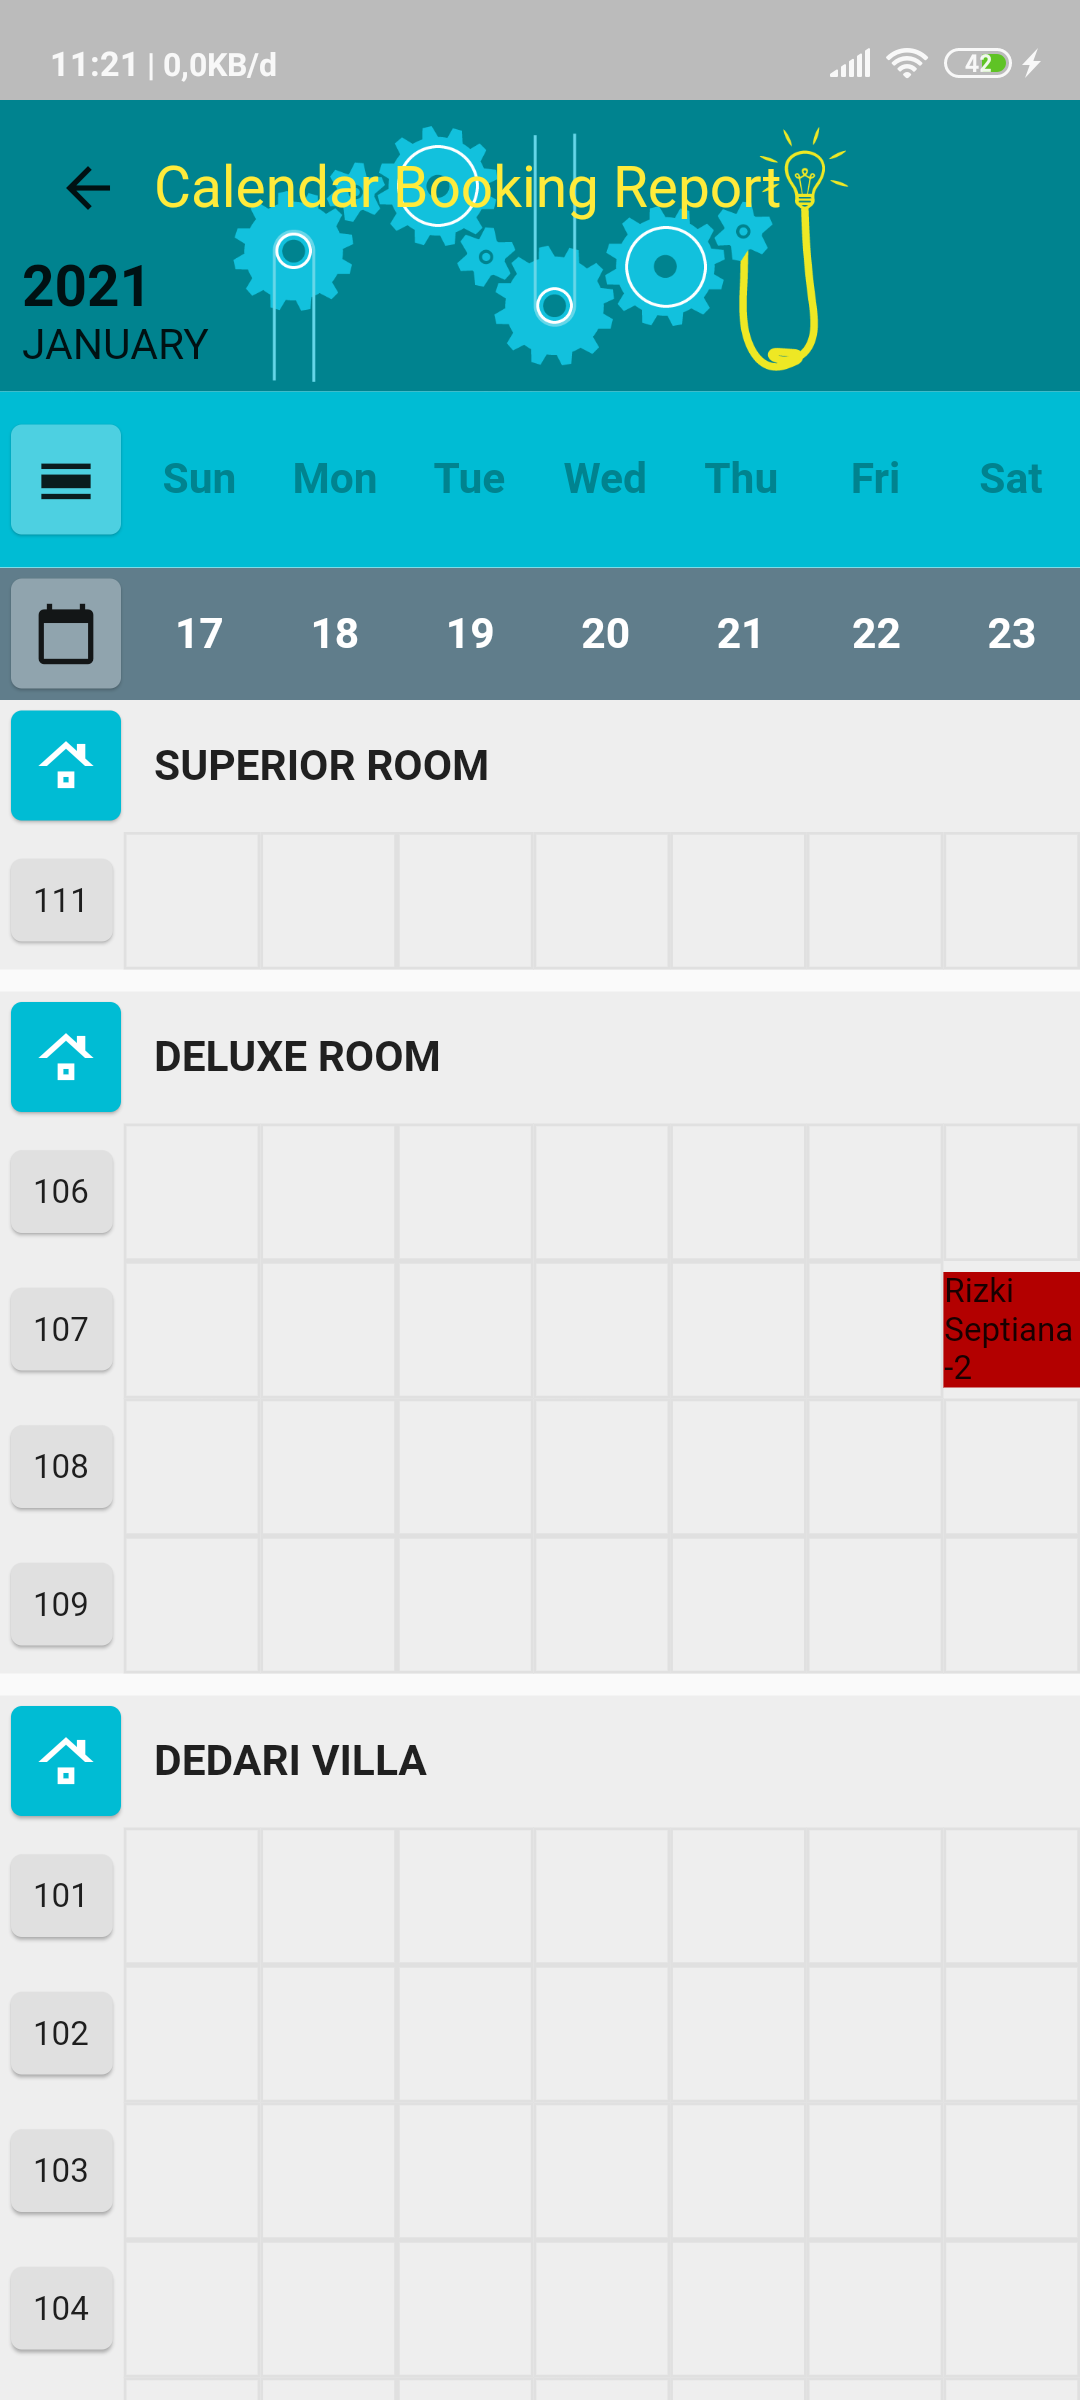 11:21 | 0,0KB/d
42
Calendar Booking Report
2021
JANUARY
Sun Mon Tue Wed Thu Fri Sat
17 18 19 20 21 22 23
SUPERIOR ROOM
111
DELUXE ROOM
106
107
Rizki
Septiana
-2
108
109
DEDARI VILLA
101
102
103
104